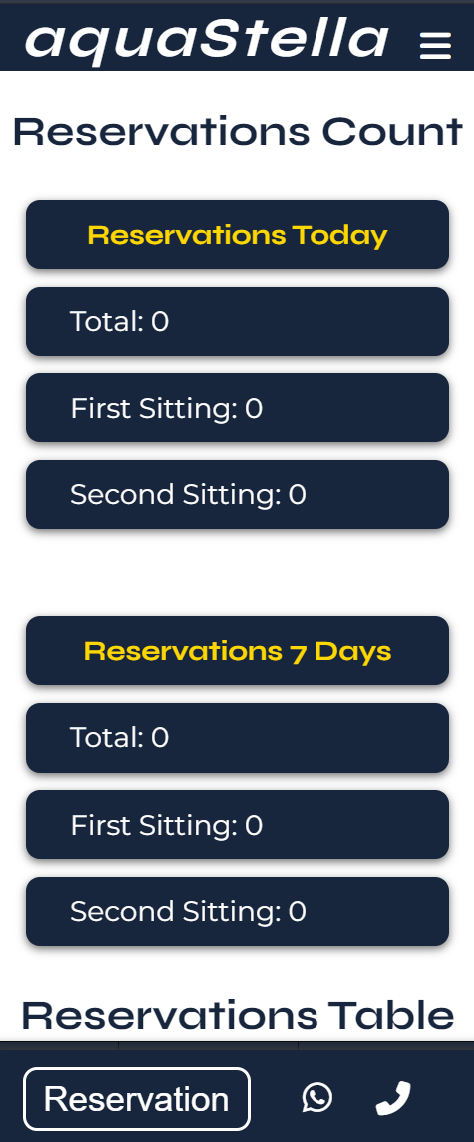 aquaStella
Reservations Count
Reservations Today
Total: 0
First Sitting: 0
Second Sitting: 0
Reservations 7 Days
Total: 0
First Sitting: 0
Second Sitting: 0
Reservations Table
Reservation